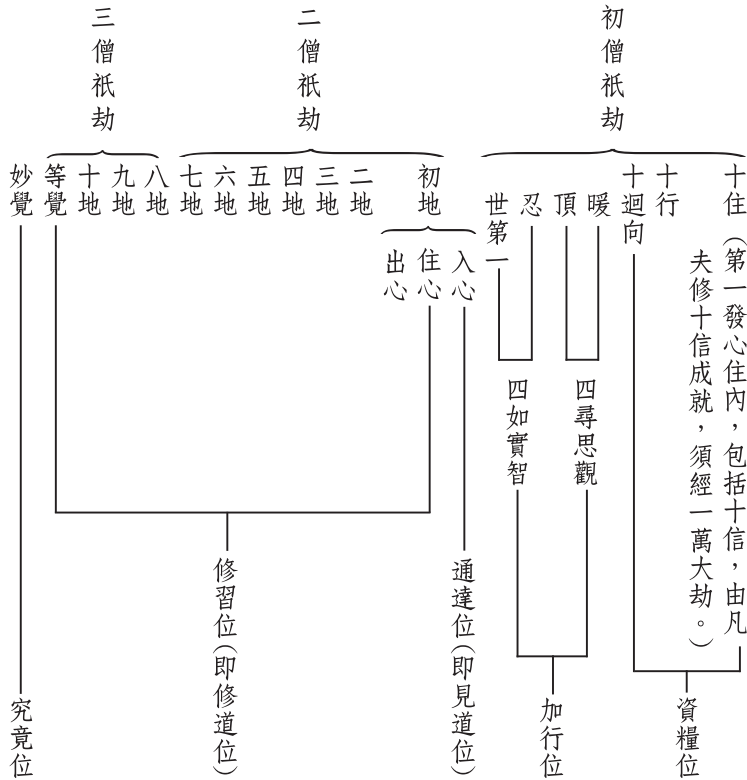 初僧祇劫
二僧祇劫
三僧祇劫
十住（第一發心住內，包括十信，由凡
夫修十信成就，須經一萬大劫。）
十行
十迴向
暖
頂
忍
世第一
初地
入心
住心
出心
二地
三地
四地
五地
六地
七地
八地
九地
十地
等覺
妙覺
四尋思觀
四如實智
資糧位
加行位
通達位（即見道位）
修習位（即修道位）
究竟位